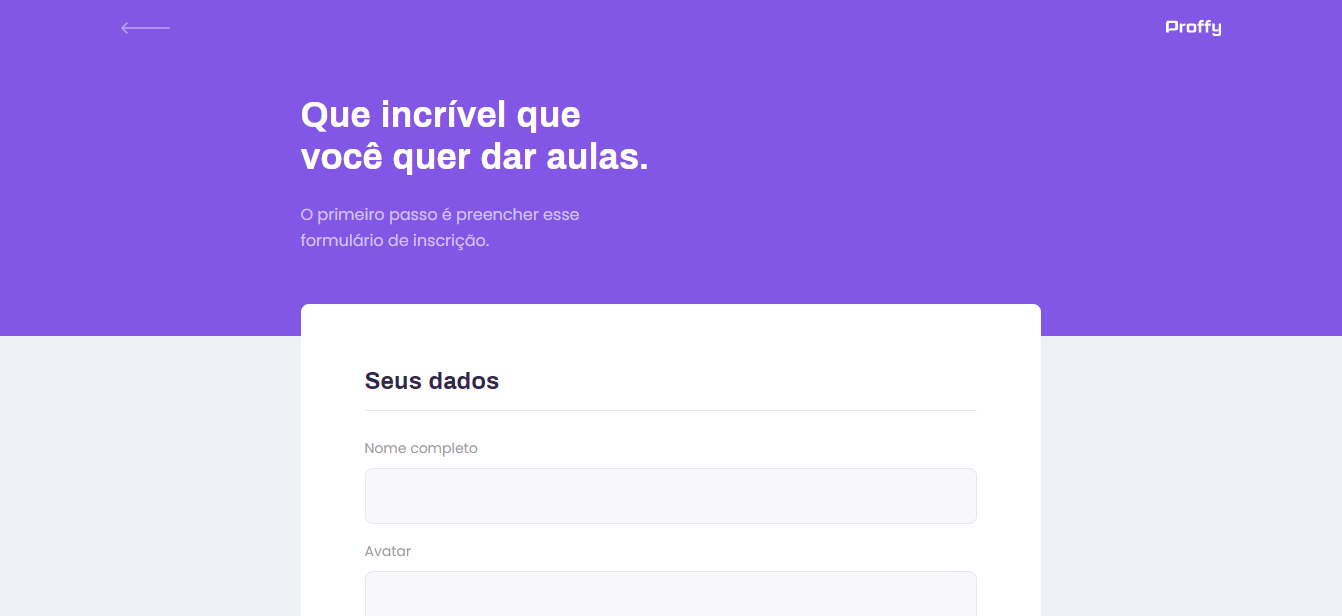 Proffy
Que incrível que
você quer dar aulas.
O primeiro passo é preencher esse
formulário de inscrição.
Seus dados
Nome completo
Avatar